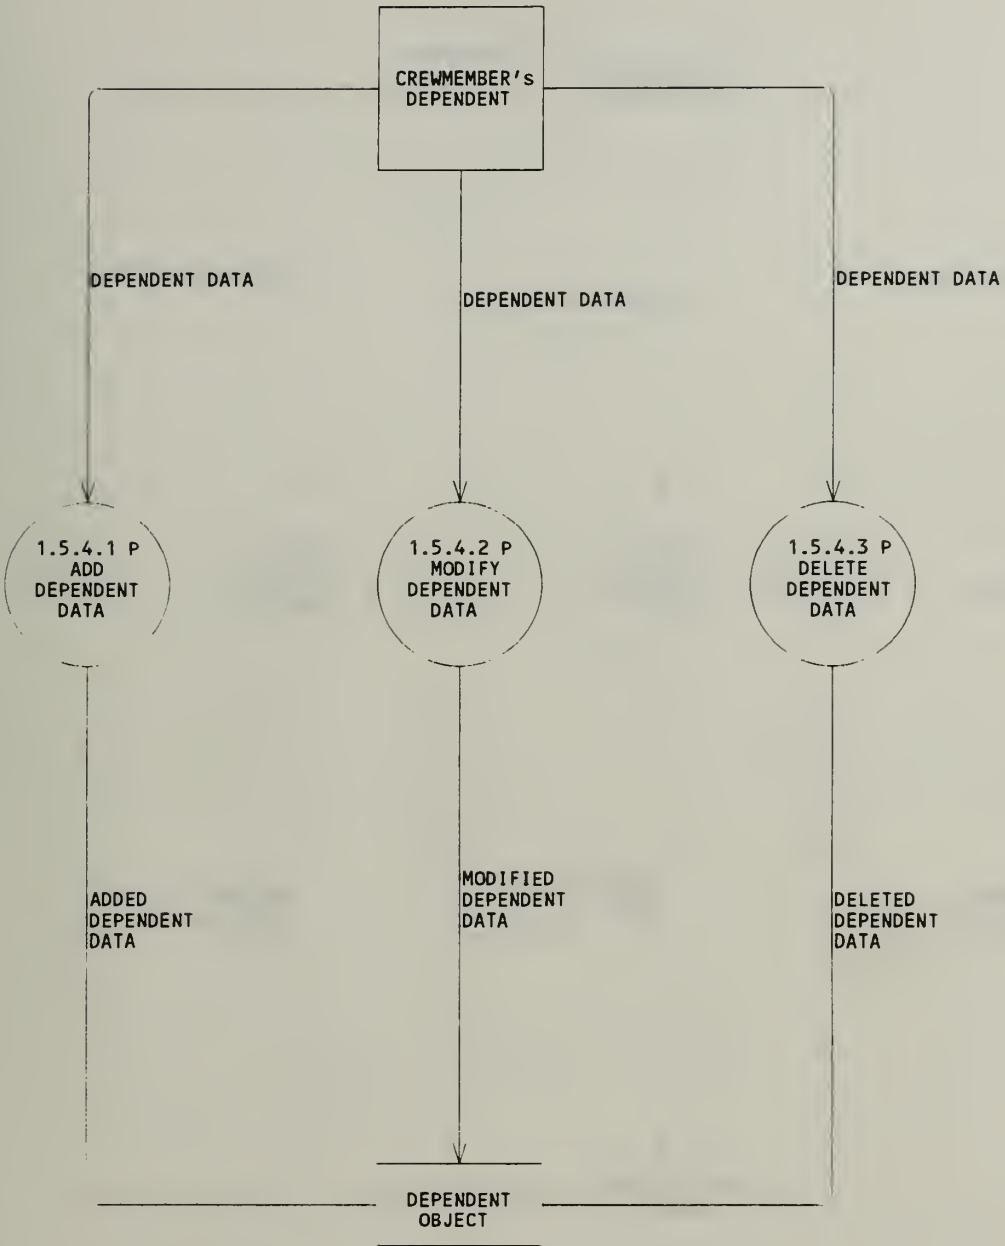 CREWMEMBER's
DEPENDENT
DEPENDENT DATA
DEPENDENT DATA
DEPENDENT DATA
1.5.4.1 P
ADD
DEPENDENT
DATA
1.5.4.2 P
MODIFY
DEPENDENT
DATA
1.5.4.3 P
DELETE
DEPENDENT
DATA
ADDED
DEPENDENT
DATA
MODIFIED
DEPENDENT
DATA
DELETED
DEPENDENT
DATA
DEPENDENT
OBJECT